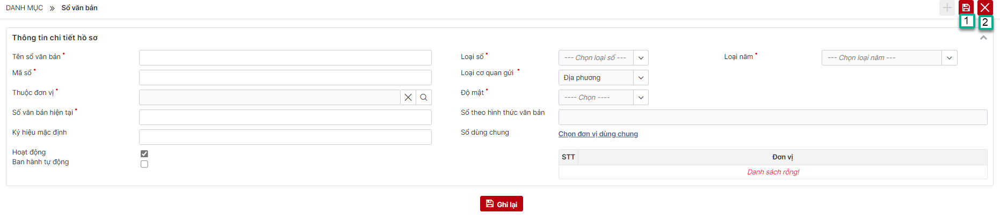 DANH MỤC » Sổ văn bản
1
2
Thông tin chi tiết hồ sơ
Tên sổ văn bản *
Loại sổ *
--- Chọn loại sổ ---
Loại năm *
--- Chọn loại năm ---
Mã sổ *
Loại cơ quan gửi *
Địa phương
Thuộc đơn vị *
Độ mật *
---- Chọn ----
Số văn bản hiện tại *
Sổ theo hình thức văn bản
Ký hiệu mặc định
Sổ dùng chung
Chọn đơn vị dùng chung
Hoạt động
Ban hành tự động
STT
Đơn vị
Danh sách rỗng!
Ghi lại